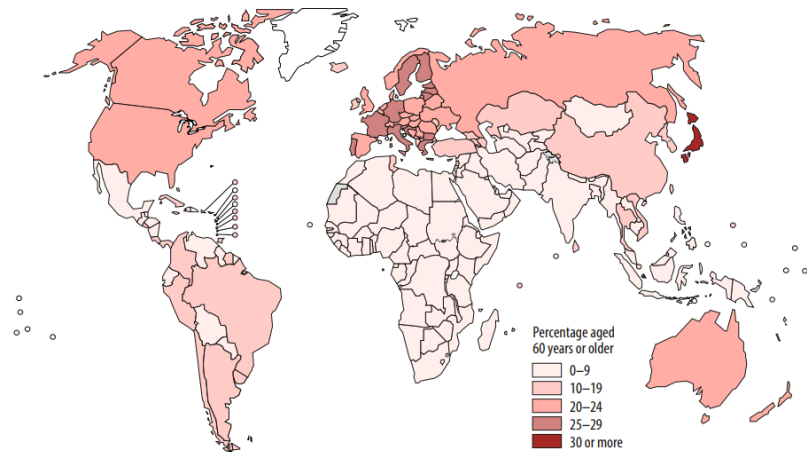 Percentage aged
60 years or older
0–9
10–19
20–24
25–29
30 or more